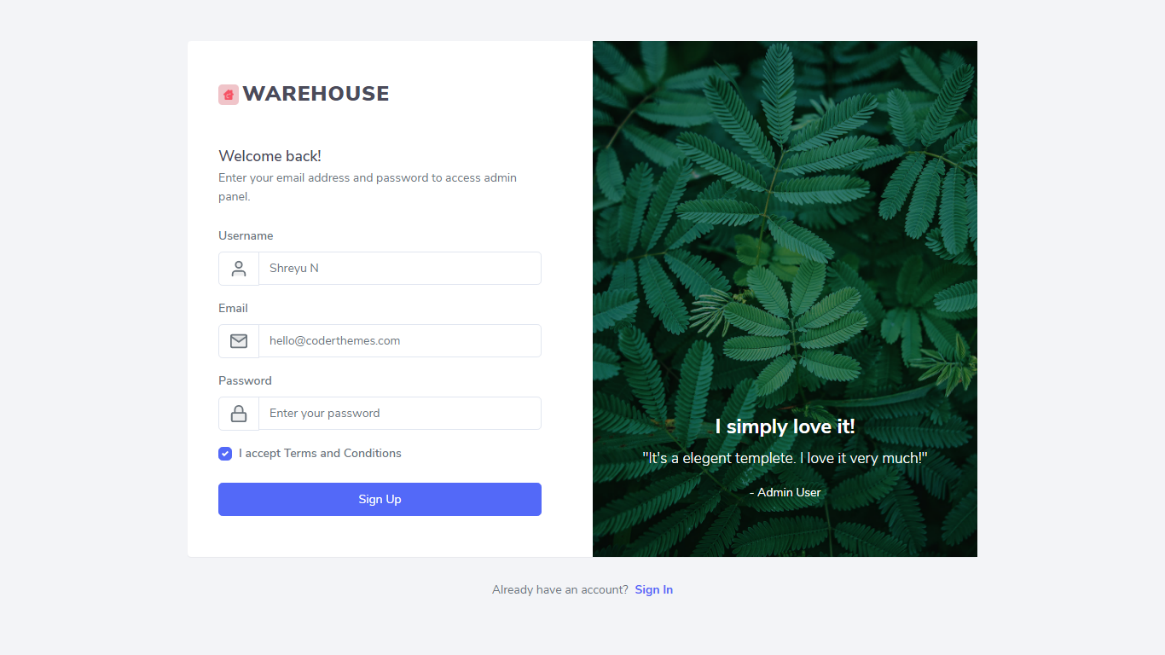 WAREHOUSE
Welcome back!
Enter your email address and password to access admin
panel.
Username
Shreyu N
Email
hello@coderthemes.com
Password
Enter your password
I accept Terms and Conditions
Sign Up
I simply love it!
"It's a elegent templete. I love it very much!"
- Admin User
Already have an account? Sign In